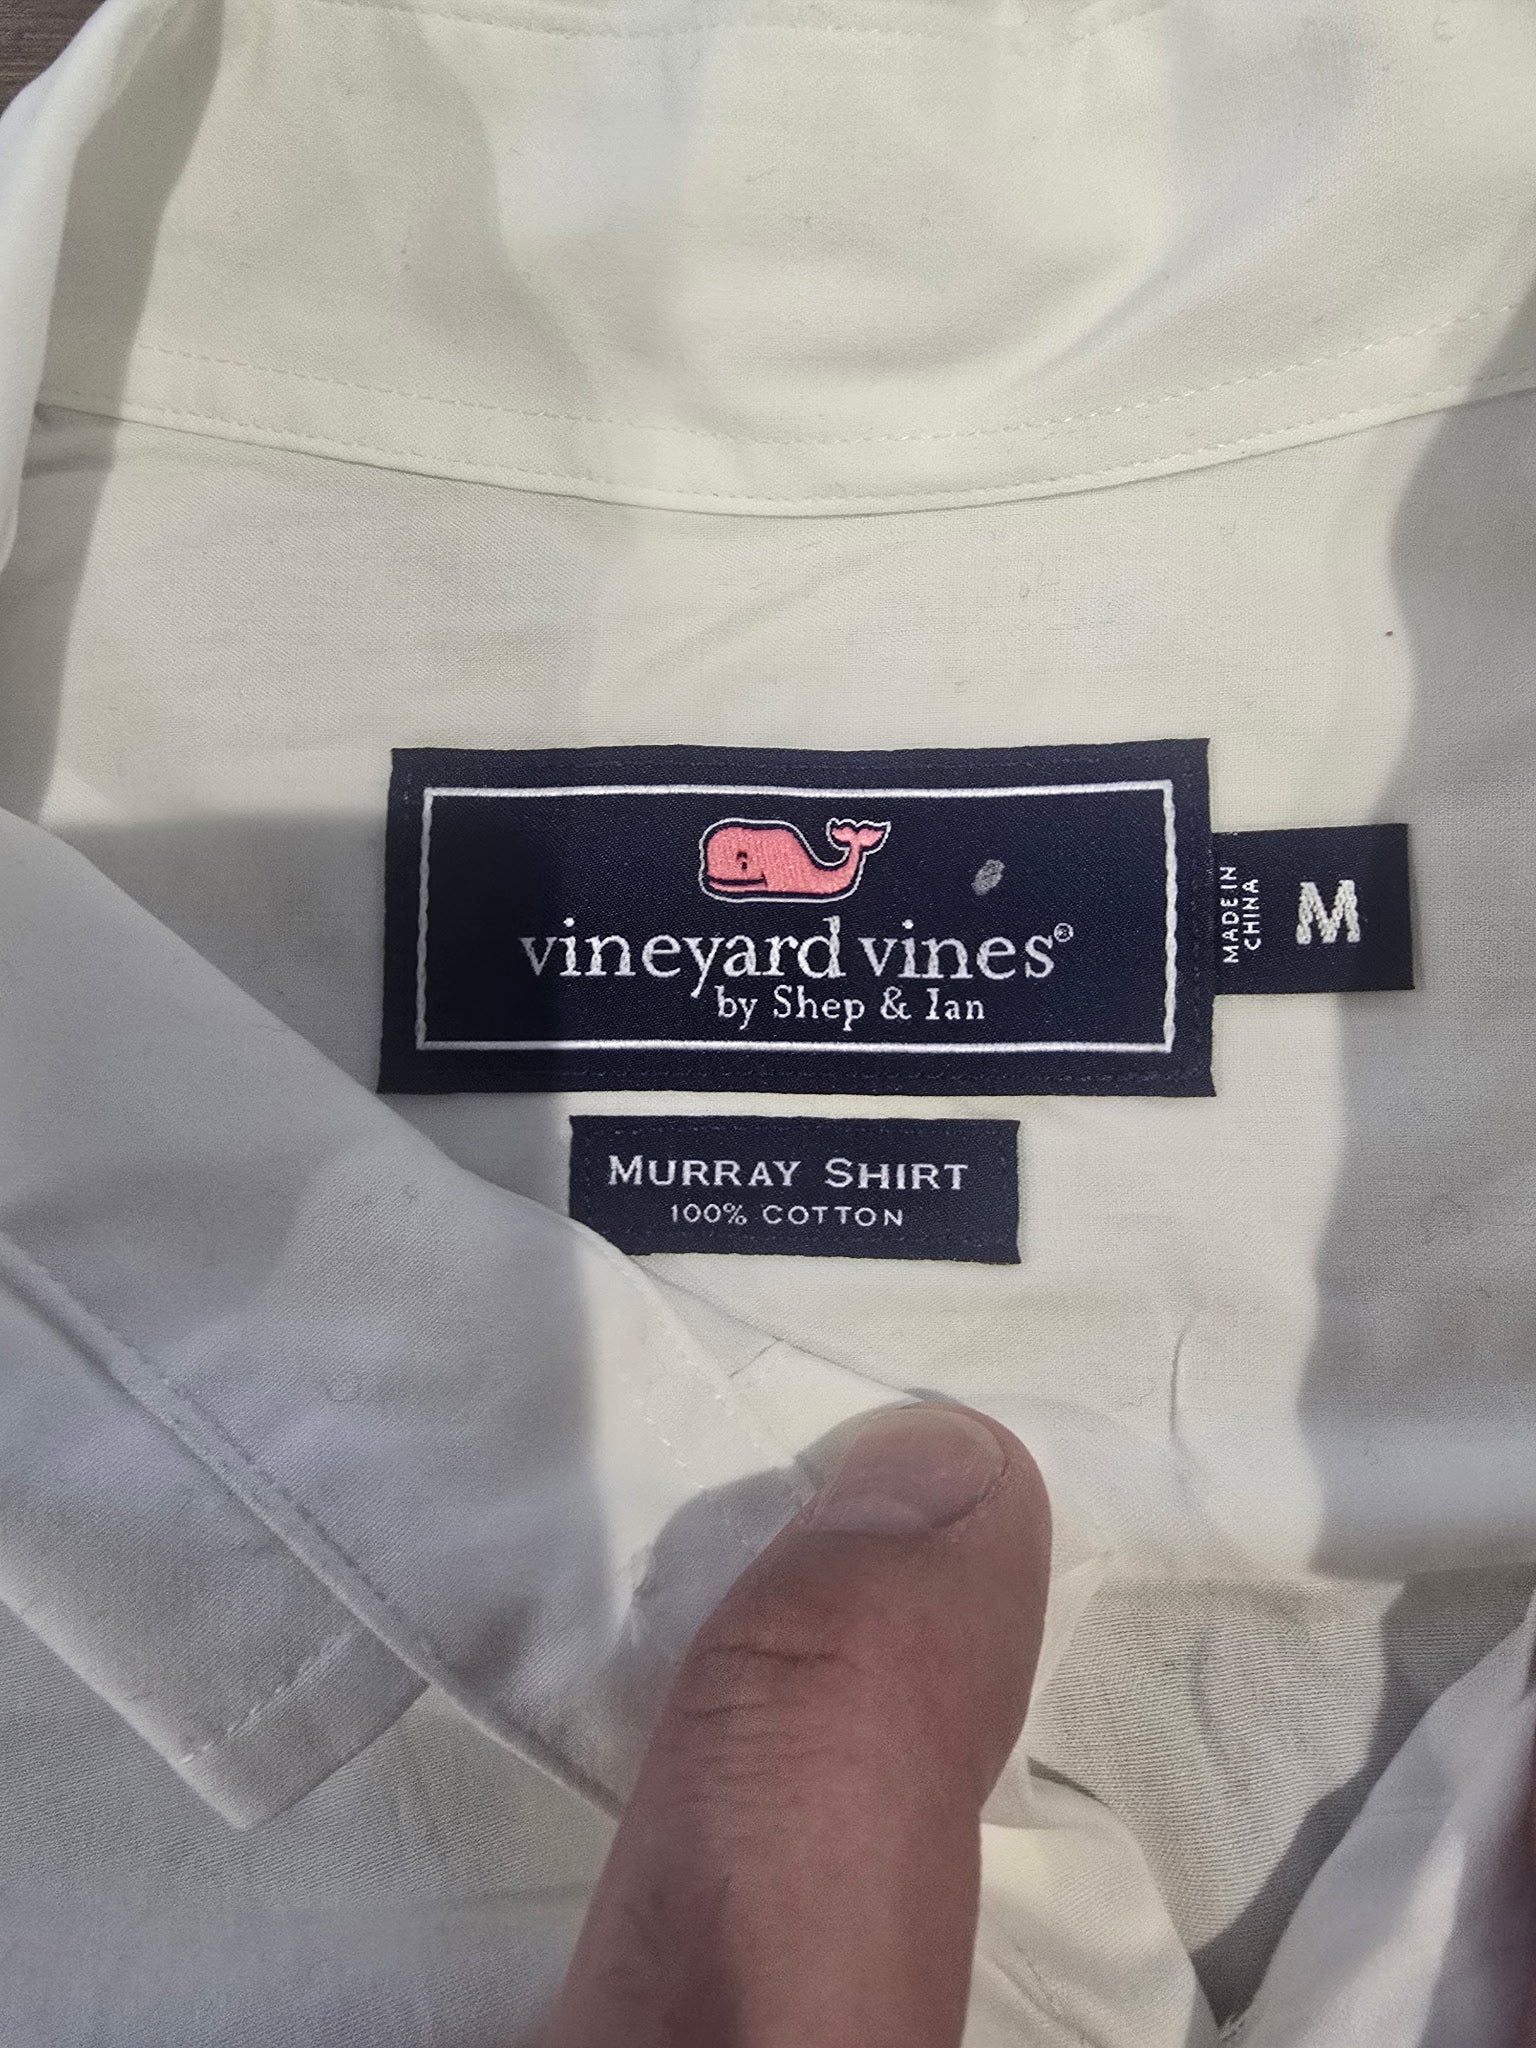 vineyard vines®
by Shep & Ian
MADE IN
CHINA
M
MURRAY SHIRT
100% COTTON